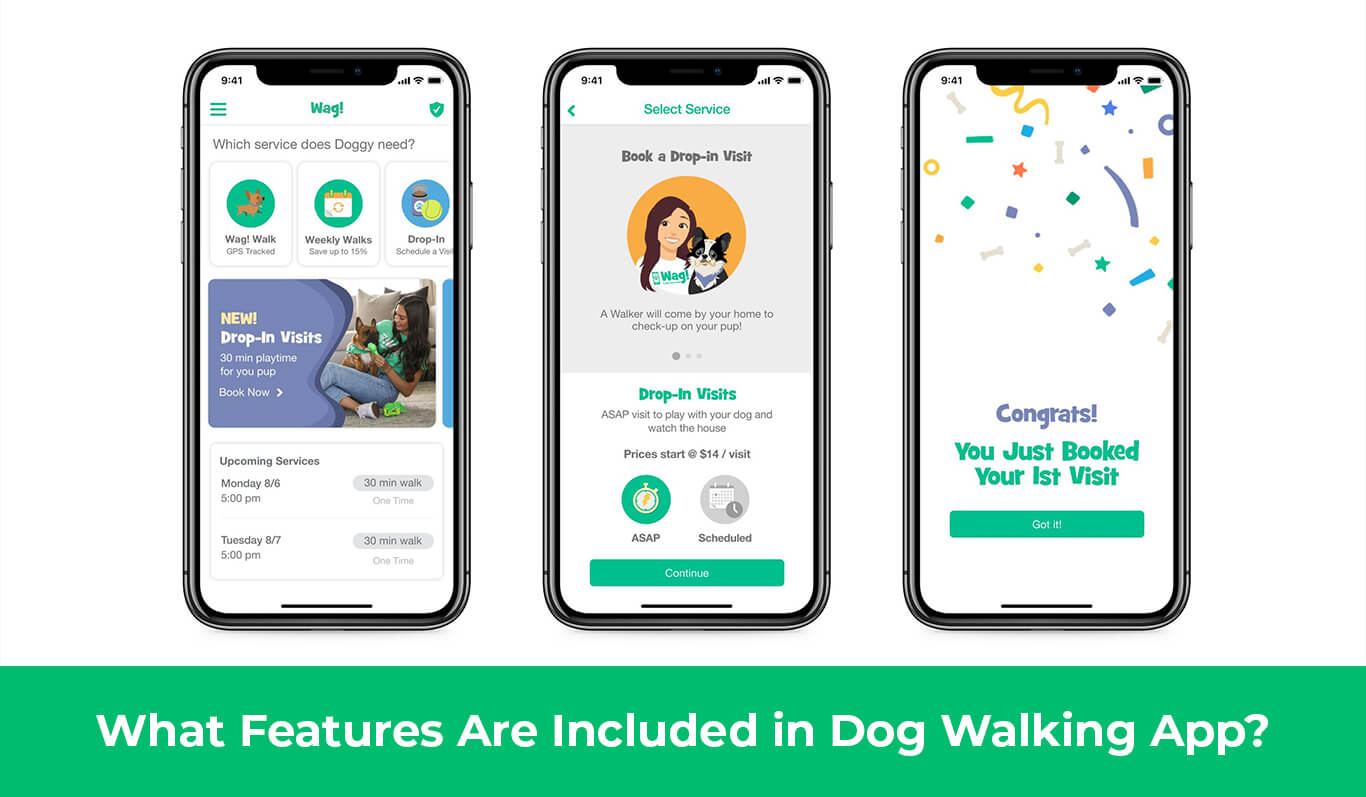 9:41
Wag!
Which service does Doggy need?
Wag! Walk
GPS Tracked
Weekly Walks
Save up to 15%
Drop-In
Schedule a Visi
NEW!
Drop-In Visits
30 min playtime
for you pup
Book Now
Upcoming Services
Monday 8/6
30 min walk
5:00 pm
One Time
Tuesday 8/7
30 min walk
5:00 pm
One Time
9:41
Select Service
Book a Drop-in Visit
Wag!
A Walker will come by your home to
check-up on your pup!
Drop-In Visits
ASAP visit to play with your dog and
watch the house
Prices start @ $14 / visit
ASAP
Scheduled
Continue
9:41
Congrats!
You Just Booked
Your 1st Visit
Got it!
What Features Are Included in Dog Walking App?